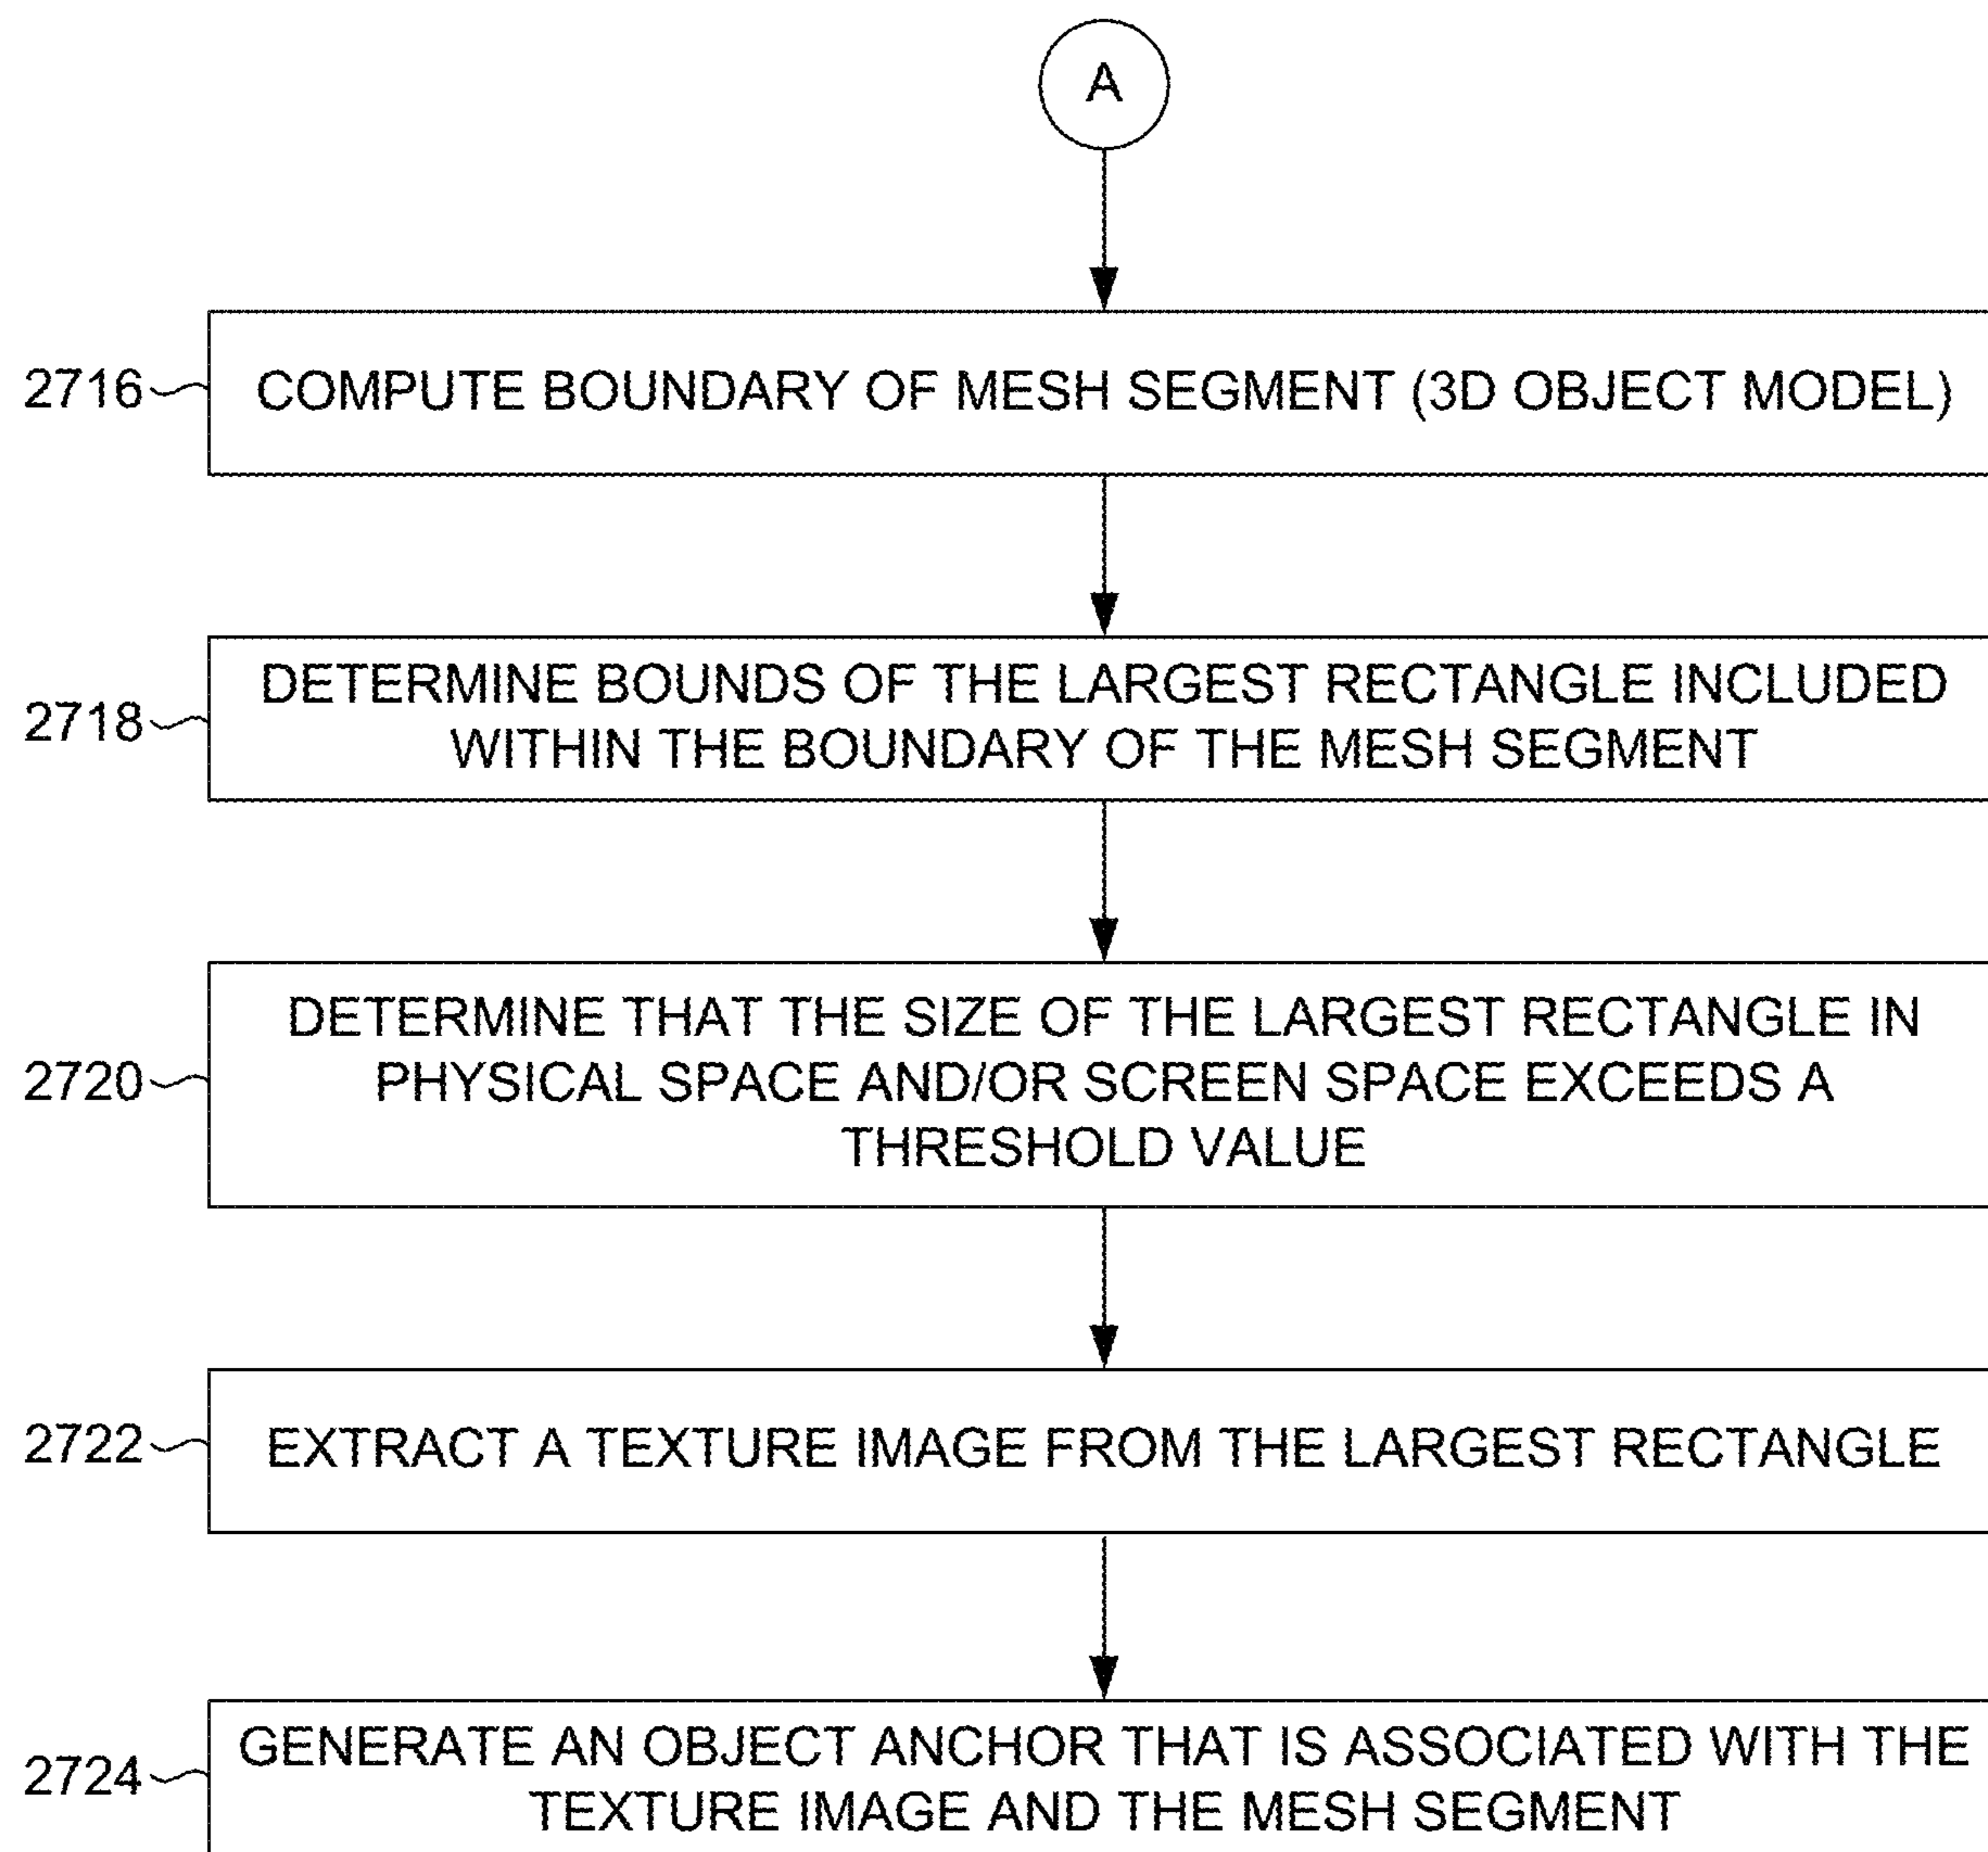 A
2716 COMPUTE BOUNDARY OF MESH SEGMENT (3D OBJECT MODEL)
DETERMINE BOUNDS OF THE LARGEST RECTANGLE INCLUDED
2718 WITHIN THE BOUNDARY OF THE MESH SEGMENT
DETERMINE THAT THE SIZE OF THE LARGEST RECTANGLE IN
2720 PHYSICAL SPACE AND/OR SCREEN SPACE EXCEEDS A
THRESHOLD VALUE
2722 EXTRACT A TEXTURE IMAGE FROM THE LARGEST RECTANGLE
GENERATE AN OBJECT ANCHOR THAT IS ASSOCIATED WITH THE
2724 TEXTURE IMAGE AND THE MESH SEGMENT